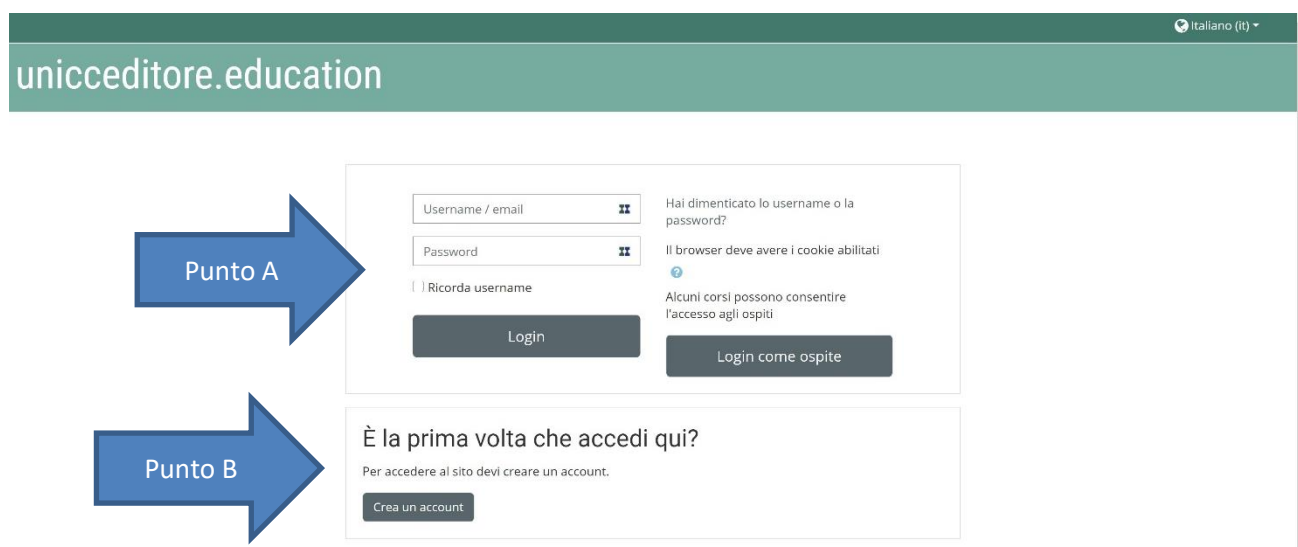 Italiano (it)
unicceditore.education
Username / email
Password
Ricorda username
Login
Hai dimenticato lo username o la
password?
Il browser deve avere i cookie abilitati
?
Alcuni corsi possono consentire
l'accesso agli ospiti
Login come ospite
Punto A
È la prima volta che accedi qui?
Per accedere al sito devi creare un account.
Crea un account
Punto B